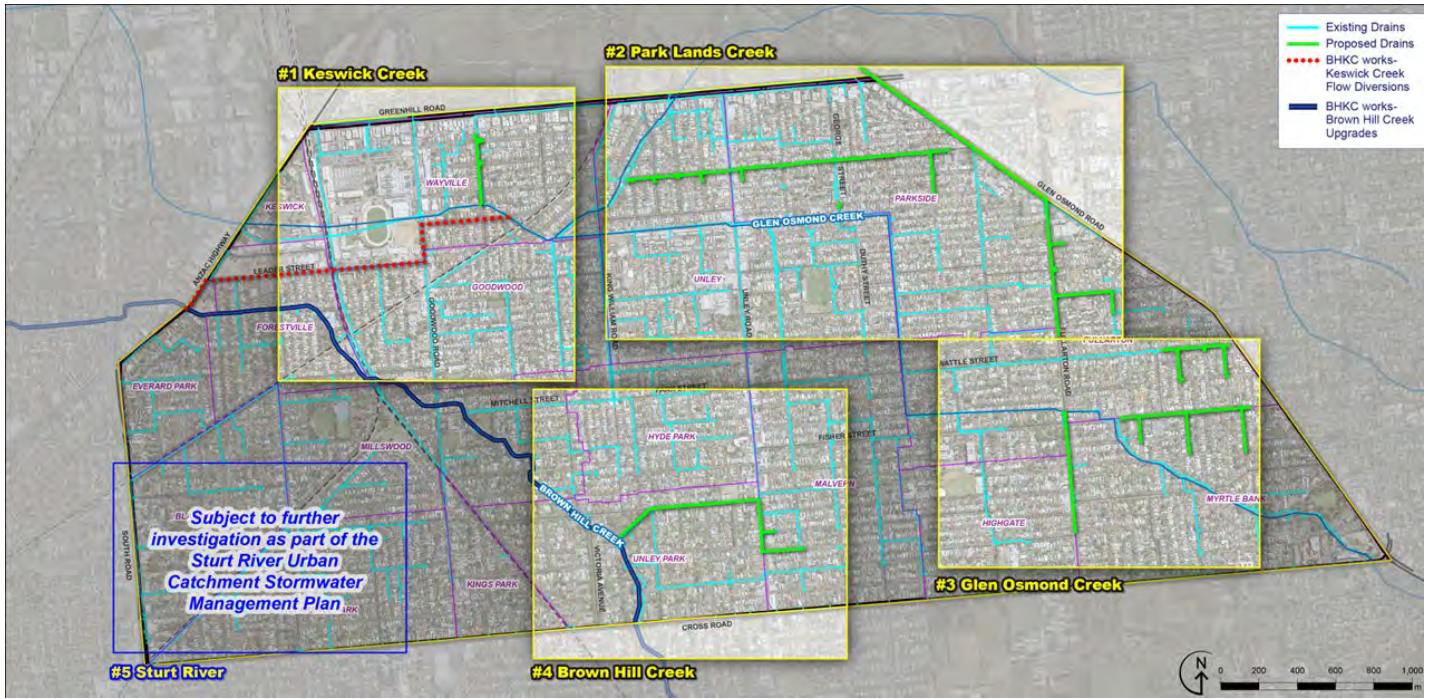 Existing Drains
Proposed Drains
BHKC works-
Keswick Creek
Flow Diversions
BHKC works-
Brown Hill Creek
Upgrades
#2 Park Lands Creek
#1 Keswick Creek
GREENHILL ROAD
GEORGE
STREET
WAYVILLE
KESWICK
PARKSIDE
GLEN OSMOND ROAD
GLEN OSMOND CREEK
ANZAC HIGHWAY
LEADER STREET
GOODWOOD
UNLEY
KING WILLIAM ROAD
UNLEY ROAD
DUTHY STREET
GOODWOOD ROAD
FORESTVILLE
FULLARTON
FULLARTON ROAD
WATTLE STREET
EVERARD PARK
MITCHELL STREET
PARK STREET
MILLSWOOD
HYDE PARK
FISHER STREET
MALVERN
BROWN HILL CREEK
MYRTLE BANK
HIGHGATE
SOUTH ROAD
Subject to further
investigation as part of the
Sturt River Urban
Catchment Stormwater
Management Plan
UNLEY PARK
VICTORIA AVENUE
KINGS PARK
#3 Glen Osmond Creek
CROSS ROAD
#5 Sturt River
#4 Brown Hill Creek
N
0 200 400 600 800 1,000
m